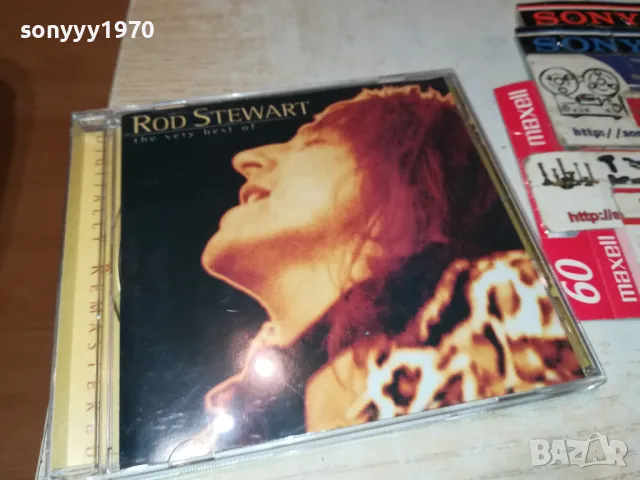 sonyyy1970
ROD STEWART
the very best of
DIGITALLY REMASTERED
SONY
SONY
maxell
http://
http://s
60
maxell
BAZAR